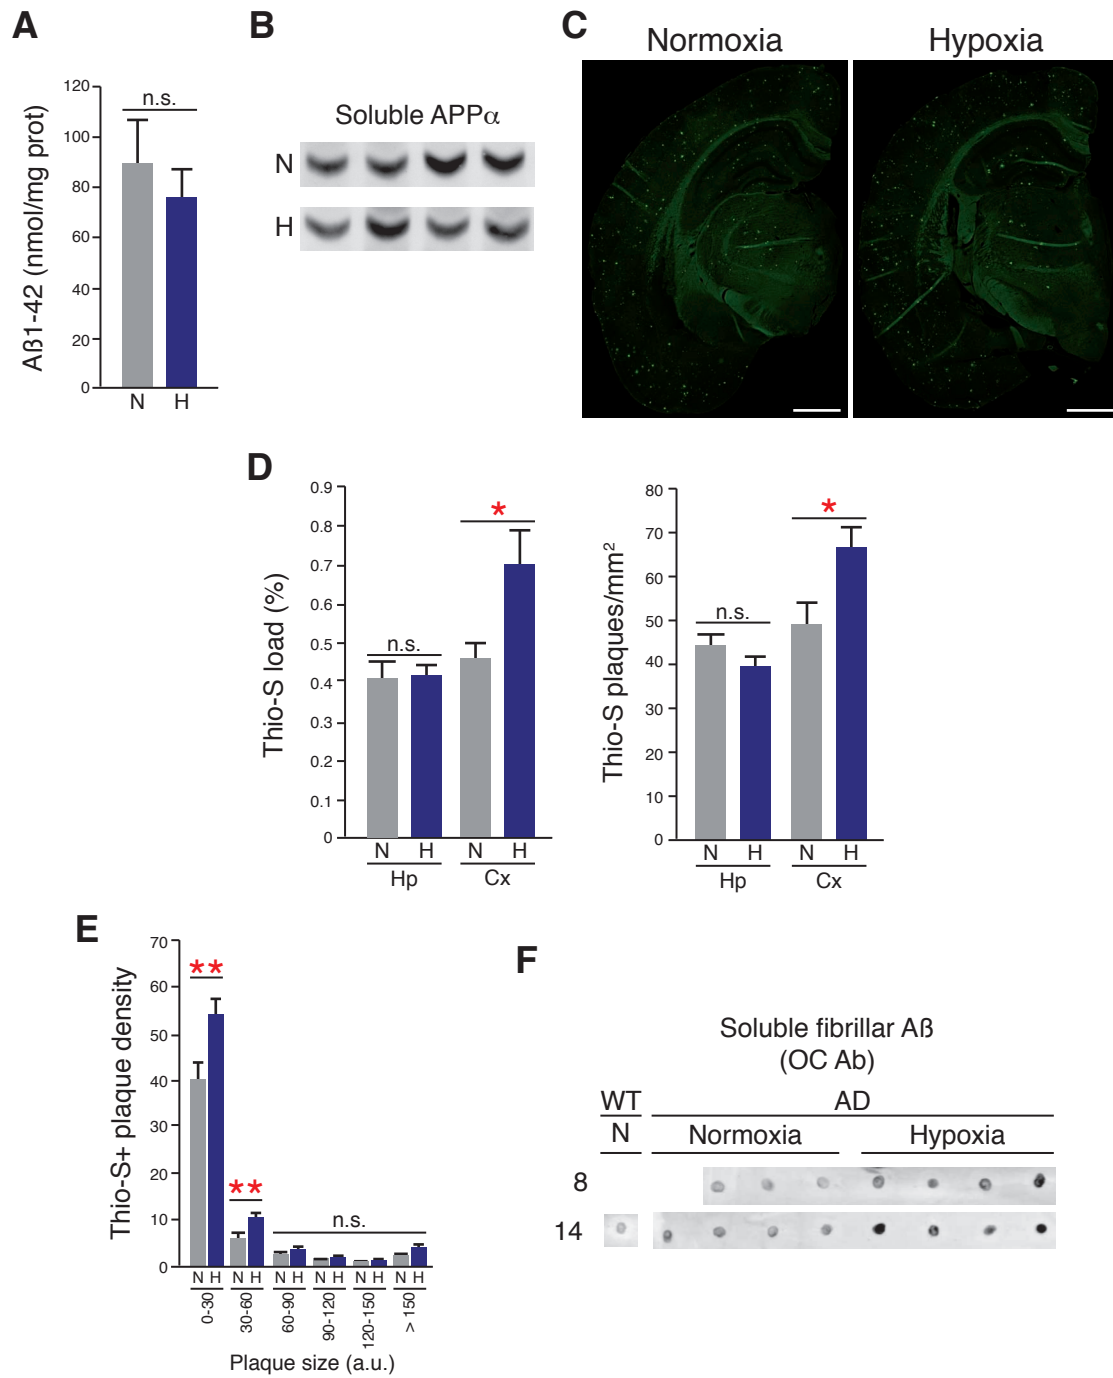 A
120
100
80
60
40
20
0
Aß1-42 (nmol/mg prot)
n.s.
N H
B
Soluble APPα
N
H
C
Normoxia Hypoxia
D
0.9
0.8
0.7
0.6
0.5
0.4
0.3
0.2
0.1
0
Thio-S load (%)
n.s.
*
N H N H
Hp Cx
80
70
60
50
40
30
20
10
0
Thio-S plaques/mm²
n.s.
*
N H N H
Hp Cx
E
70
60
50
40
30
20
10
0
Thio-S+ plaque density
**
**
n.s.
N H N H N H N H N H N H
0-30 30-60 60-90 90-120 120-150 > 150
Plaque size (a.u.)
F
Soluble fibrillar Aß
(OC Ab)
WT AD
N Normoxia Hypoxia
8
14